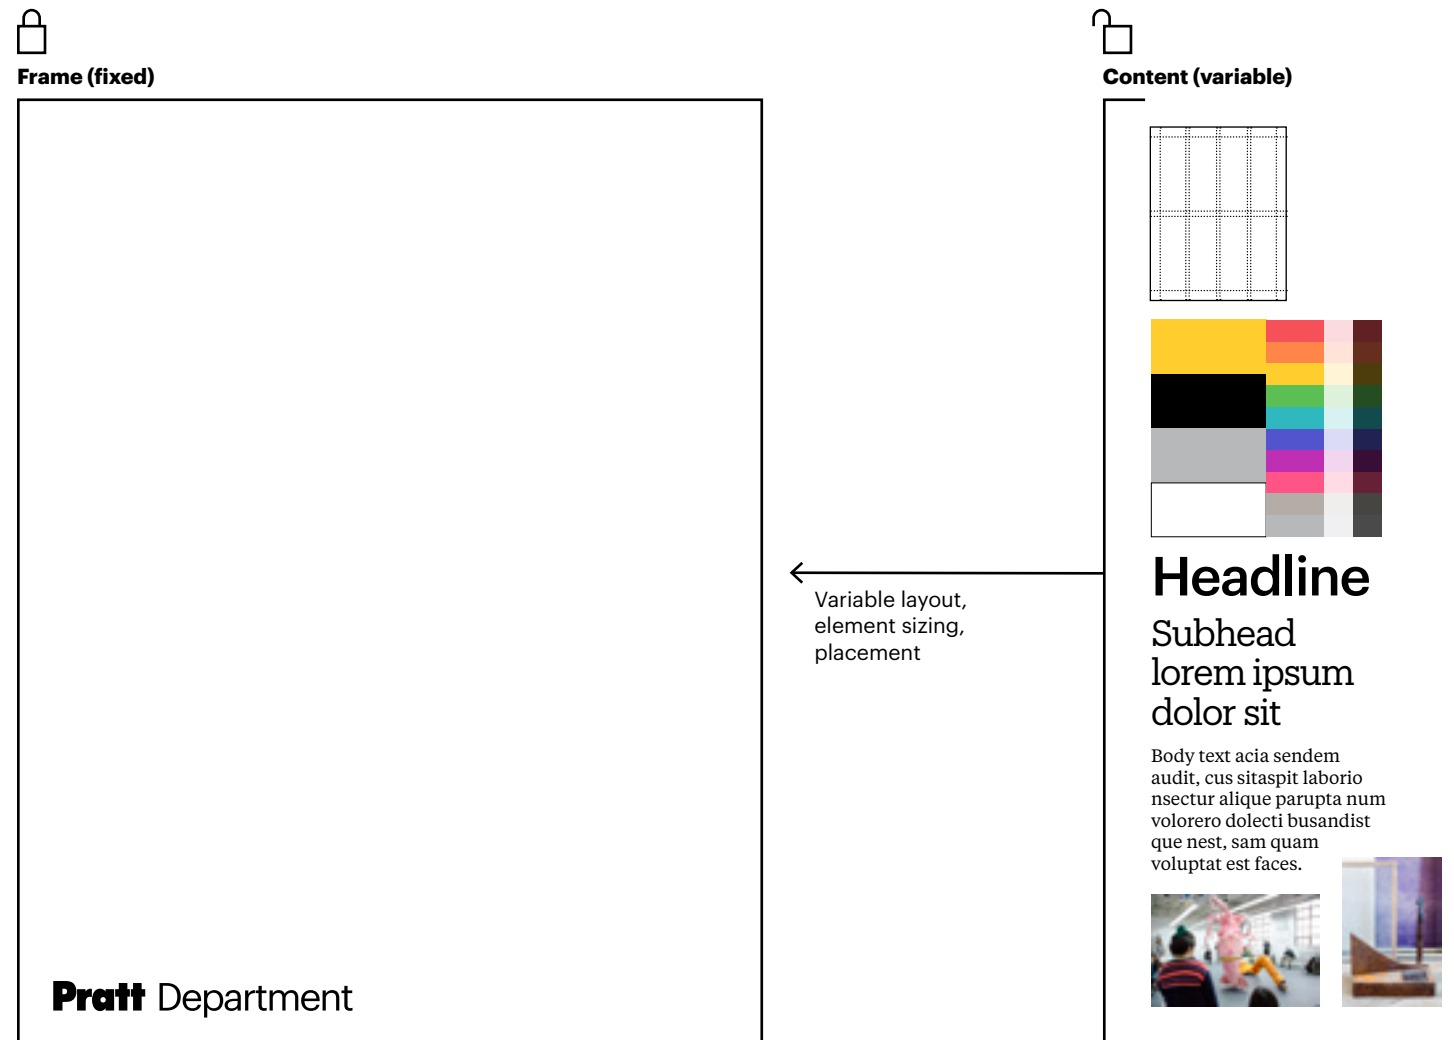 Frame (fixed)
Content (variable)
Variable layout,
element sizing,
placement
Headline
Subhead
lorem ipsum
dolor sit
Body text acia sendem
audit, cus sitaspit laborio
nsectur alique parupta num
volorero dolecti busandist
que nest, sam quam
voluptat est faces.
Pratt Department